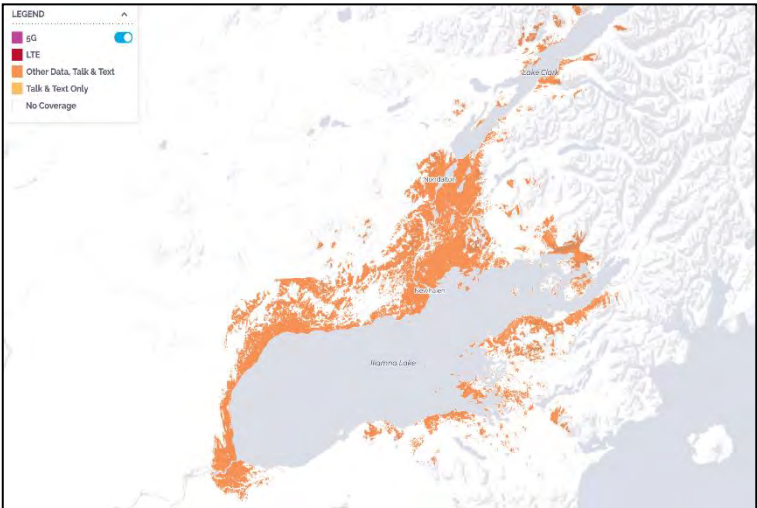 LEGEND
5G
LTE
Other Data, Talk & Text
Talk & Text Only
No Coverage
Lake Clark
Nondalton
Newhalen
Iliamna Lake